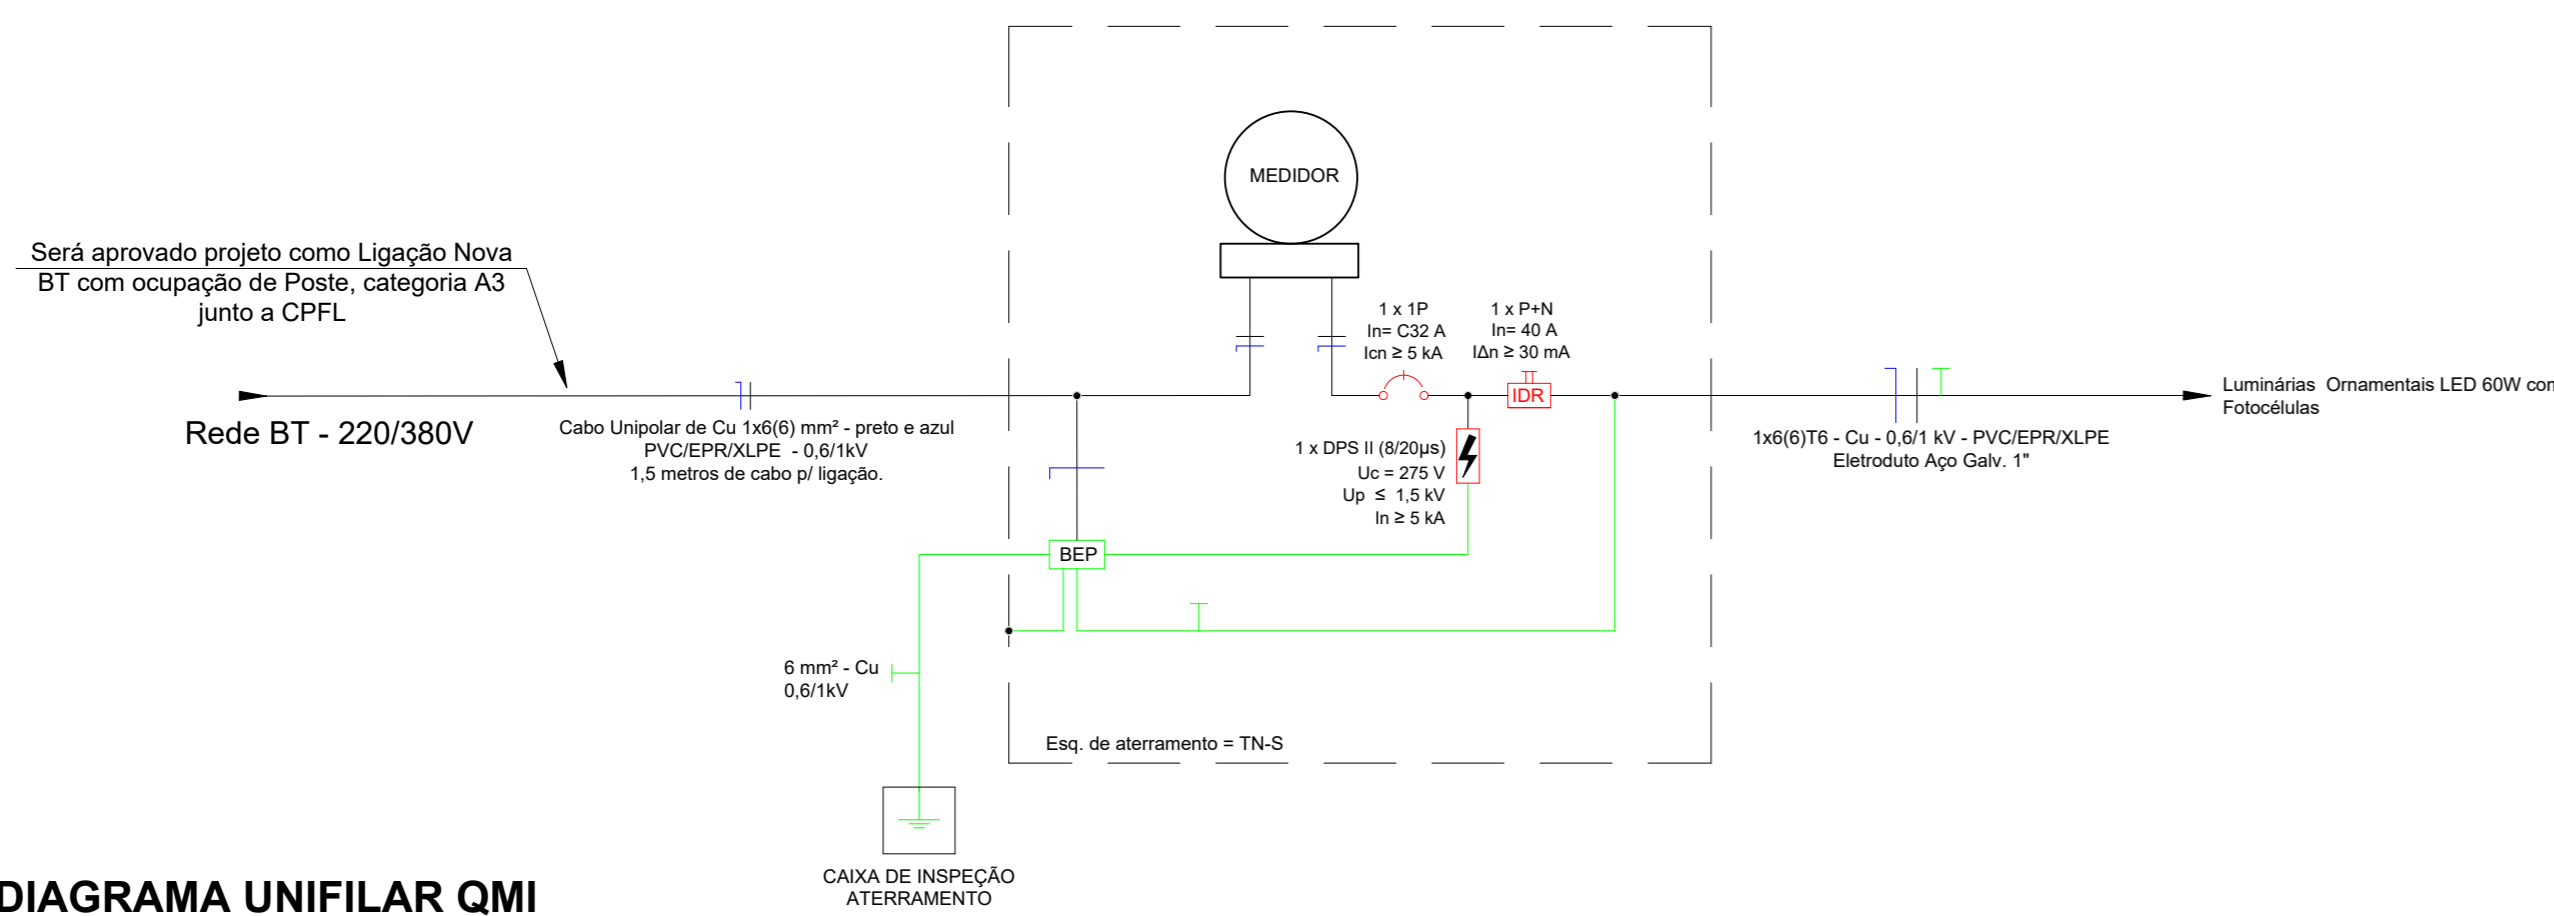 Será aprovado projeto como Ligação Nova
BT com ocupação de Poste, categoria A3
junto a CPFL
Rede BT - 220/380V
Cabo Unipolar de Cu 1x6(6) mm² - preto e azul
PVC/EPR/XLPE - 0,6/1kV
1,5 metros de cabo p/ ligação.
MEDIDOR
1 x 1P
In= C32 A
Icn ≥ 5 kA
1 x P+N
In= 40 A
IΔn ≥ 30 mA
IDR
1 x DPS II (8/20µs)
Uc = 275 V
Up ≤ 1,5 kV
In ≥ 5 kA
Luminárias Ornamentais LED 60W com
Fotocélulas
1x6(6)T6 - Cu - 0,6/1 kV - PVC/EPR/XLPE
Eletroduto Aço Galv. 1"
BEP
6 mm² - Cu
0,6/1kV
Esq. de aterramento = TN-S
CAIXA DE INSPEÇÃO
ATERRAMENTO
DIAGRAMA UNIFILAR QMI